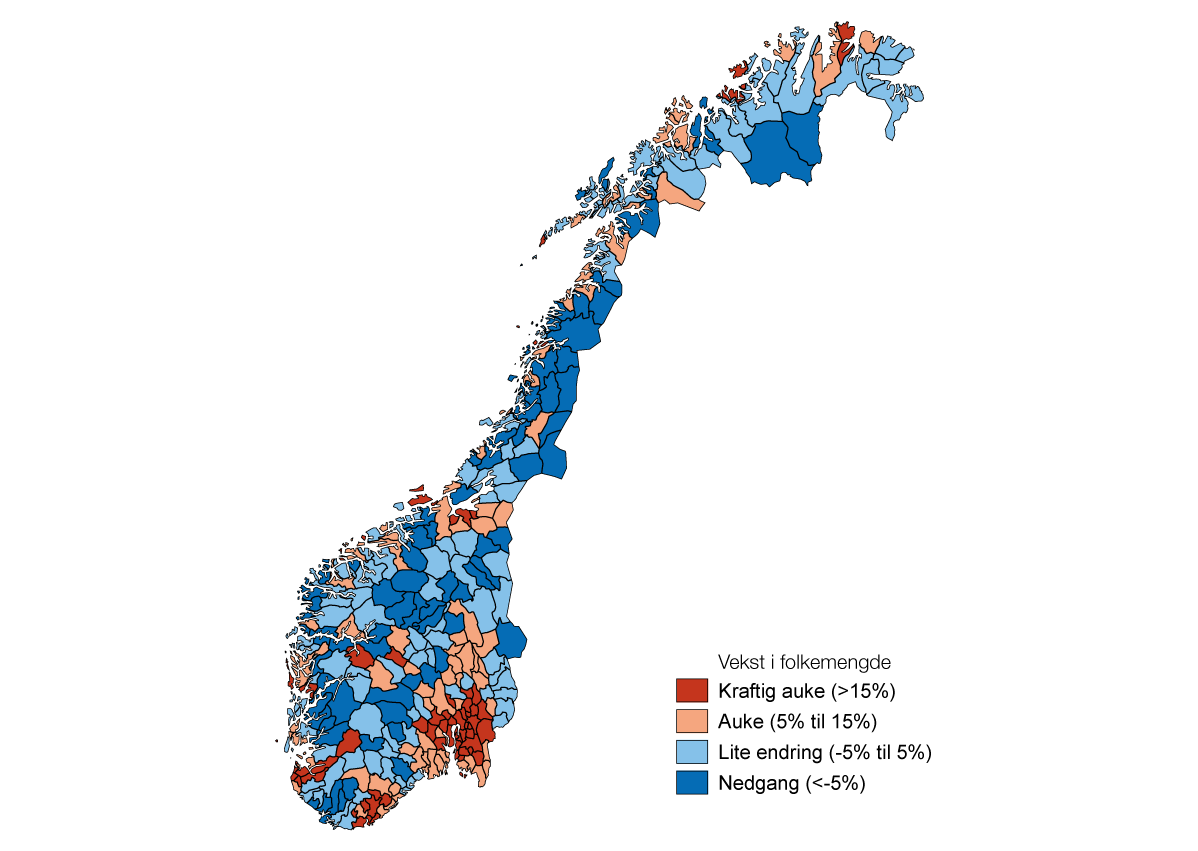 Vekst i folkemengde
Kraftig auke (>15%)
Auke (5% til 15%)
Lite endring (-5% til 5%)
Nedgang (<-5%)